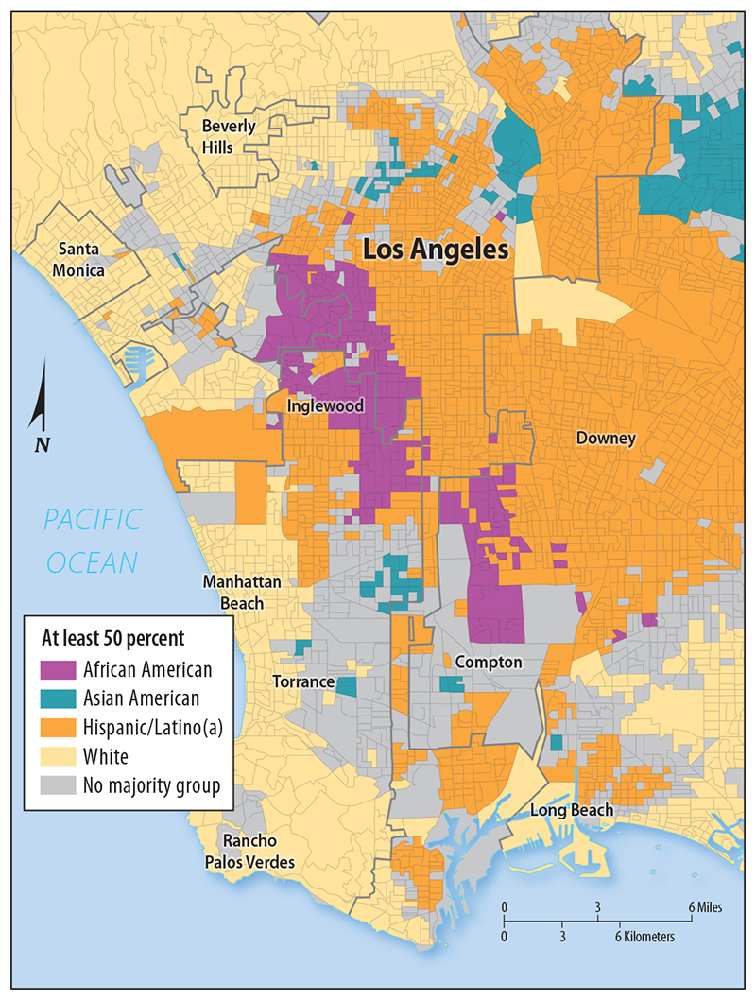 Beverly
Hills
Santa
Monica
Los Angeles
Inglewood
Downey
N
PACIFIC
OCEAN
Manhattan
Beach
At least 50 percent
African American
Asian American
Hispanic/Latino(a)
White
No majority group
Compton
Torrance
Long Beach
Rancho
Palos Verdes
0 3 6 Miles
0 3 6 Kilometers